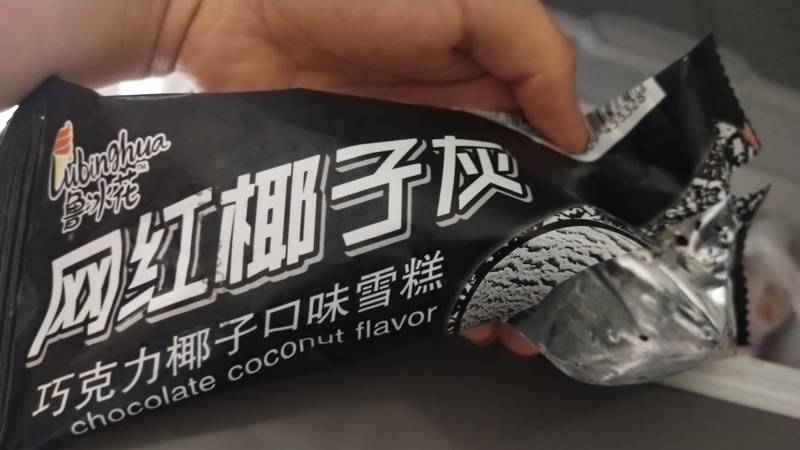 Lubinghua™
鲁冰花
网红椰子灰
巧克力椰子口味雪糕
chocolate coconut flavor